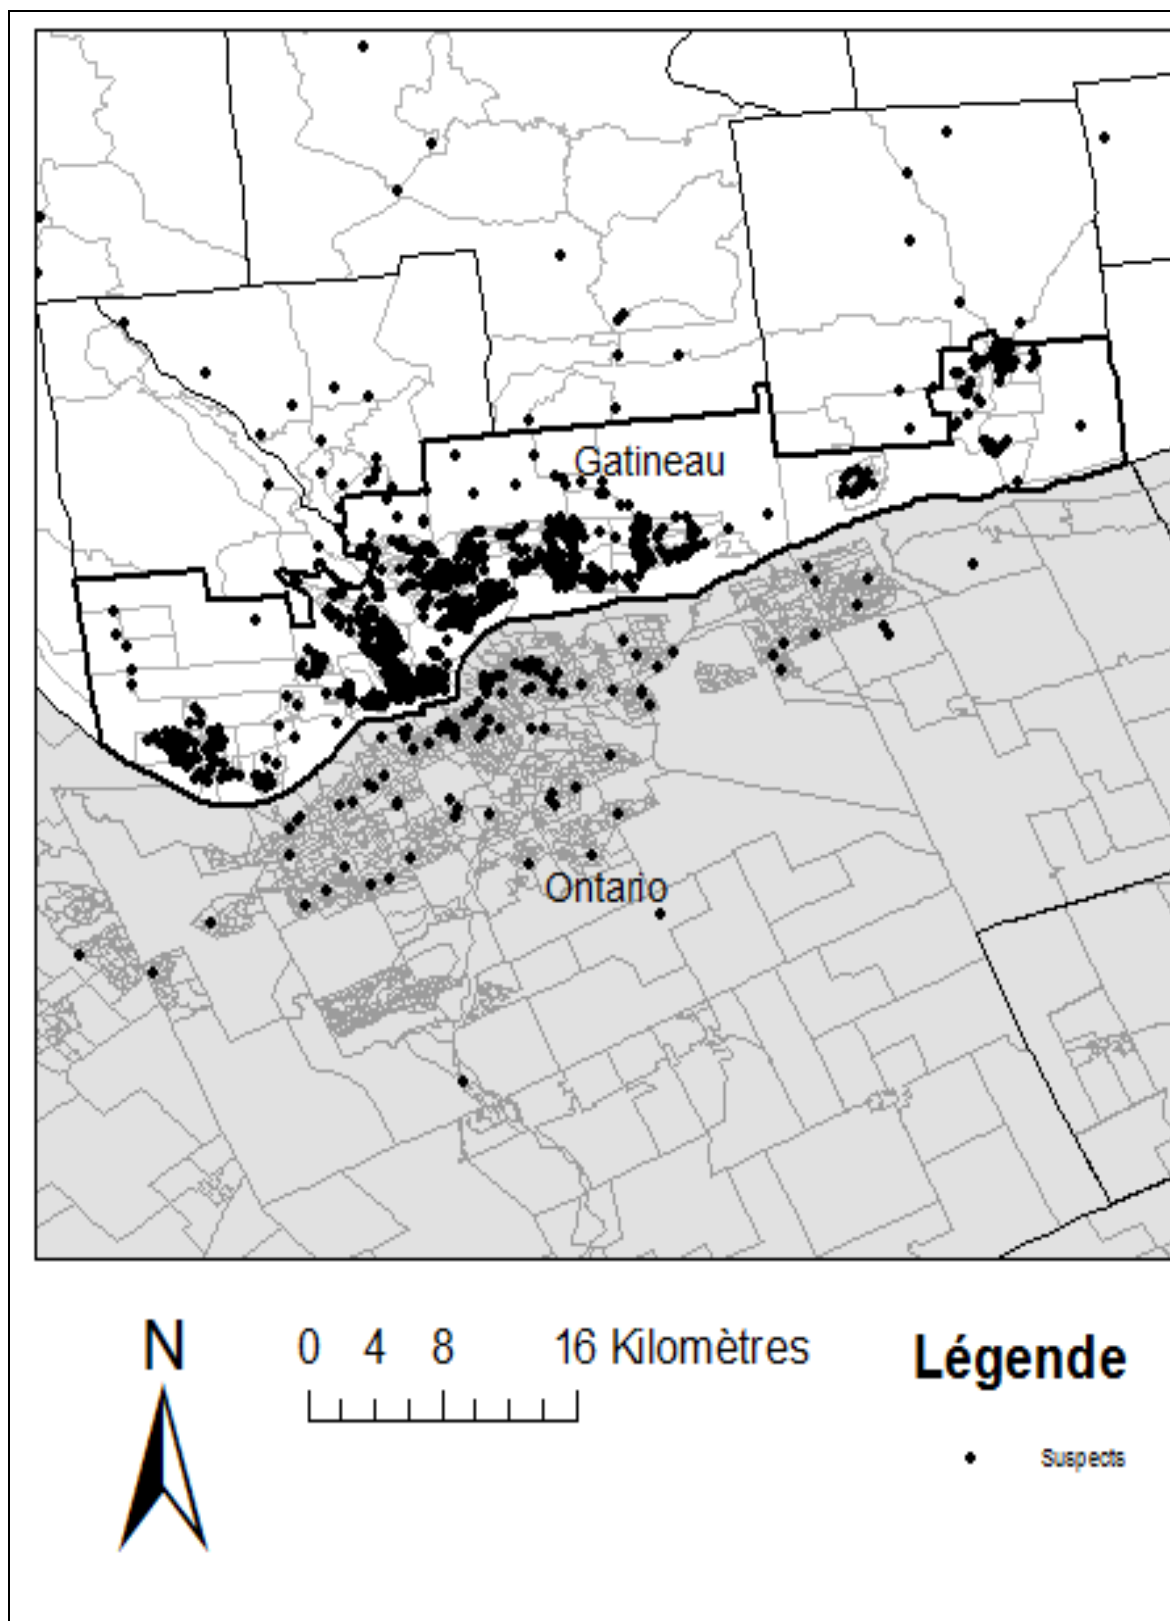 Gatineau
Ontario
N
0 4 8 16 Kilomètres
Légende
Suspects